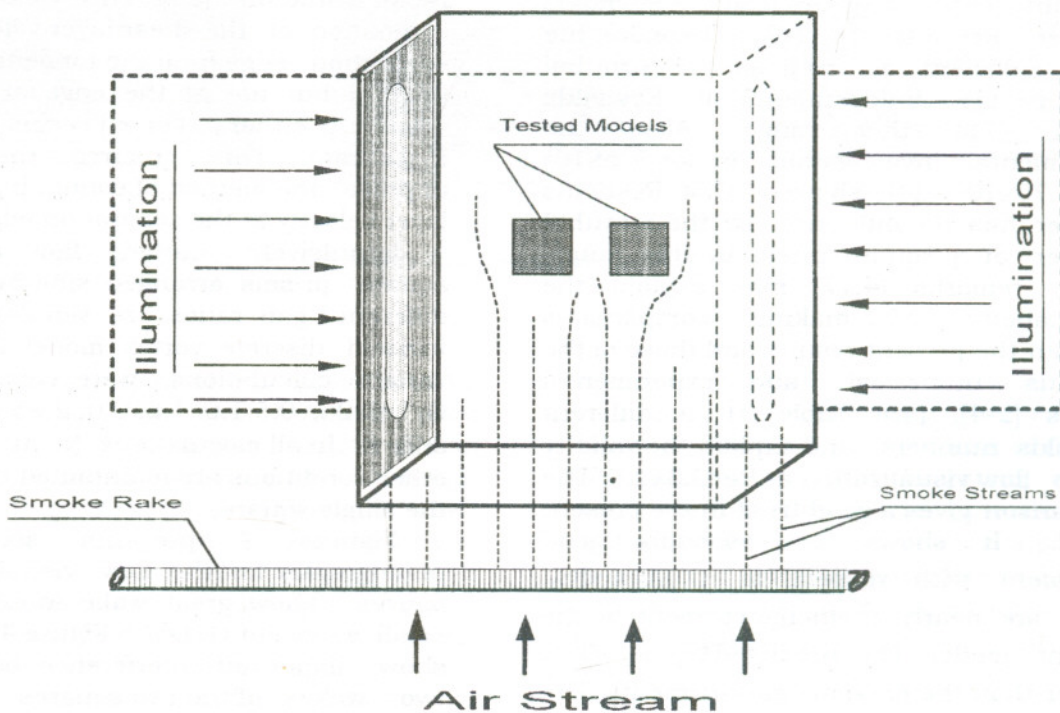 Tested Models
Illumination
Illumination
Smoke Rake
Smoke Streams
Air Stream